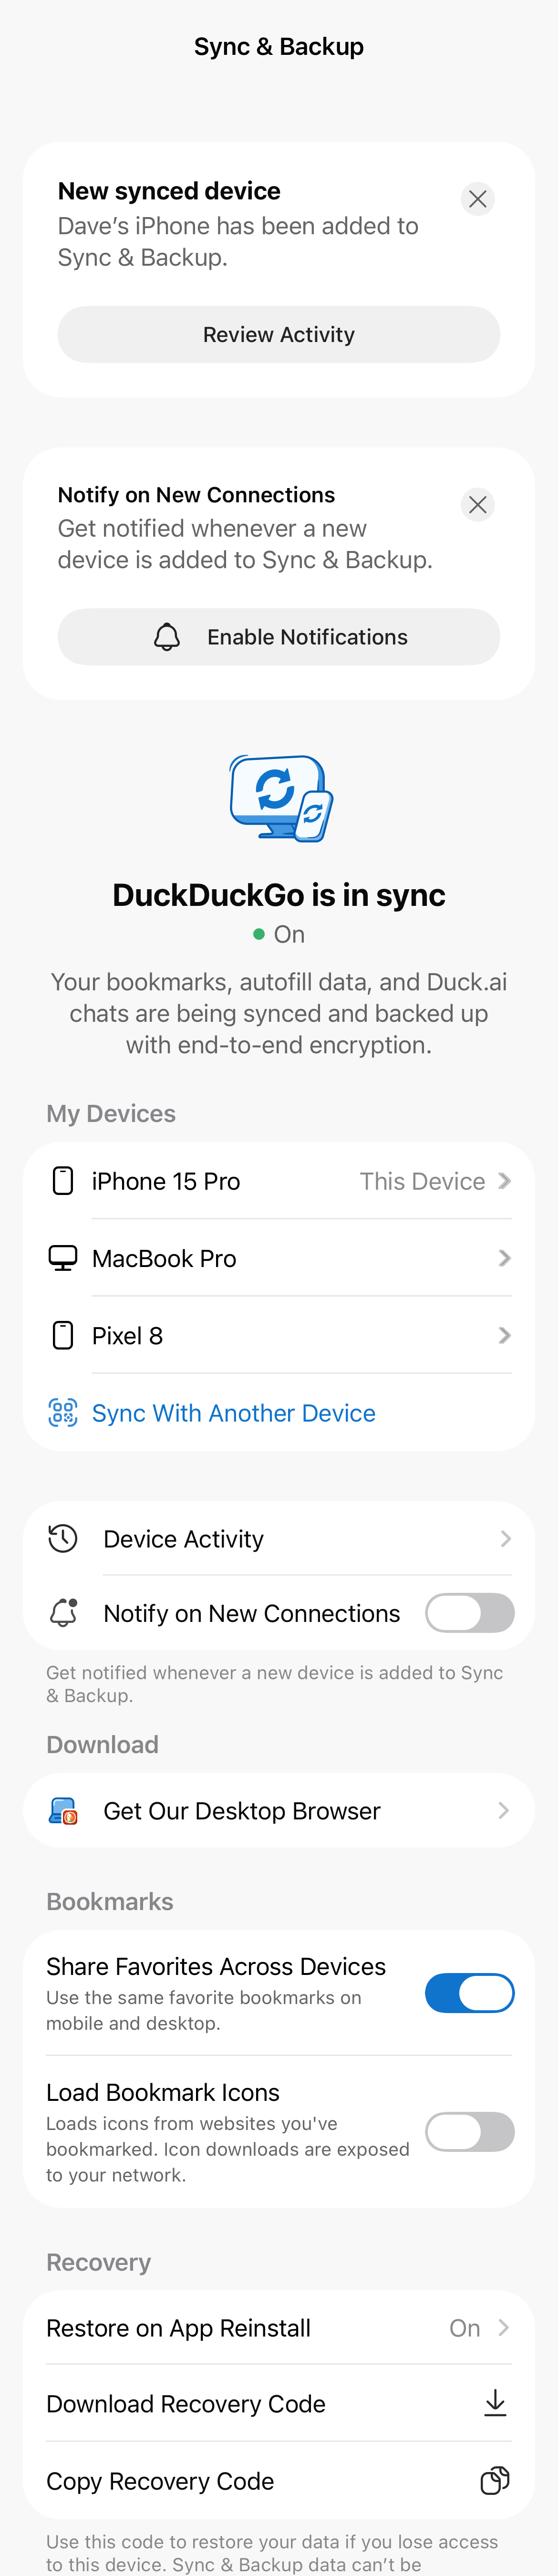 Sync & Backup
New synced device
Dave’s iPhone has been added to
Sync & Backup.
Review Activity
Notify on New Connections
Get notified whenever a new
device is added to Sync & Backup.
Enable Notifications
DuckDuckGo is in sync
On
Your bookmarks, autofill data, and Duck.ai
chats are being synced and backed up
with end-to-end encryption.
My Devices
iPhone 15 Pro This Device
MacBook Pro
Pixel 8
Sync With Another Device
Device Activity
Notify on New Connections
Get notified whenever a new device is added to Sync
& Backup.
Download
Get Our Desktop Browser
Bookmarks
Share Favorites Across Devices
Use the same favorite bookmarks on
mobile and desktop.
Load Bookmark Icons
Loads icons from websites you've
bookmarked. Icon downloads are exposed
to your network.
Recovery
Restore on App Reinstall On
Download Recovery Code
Copy Recovery Code
Use this code to restore your data if you lose access
to this device. Sync & Backup data can’t be